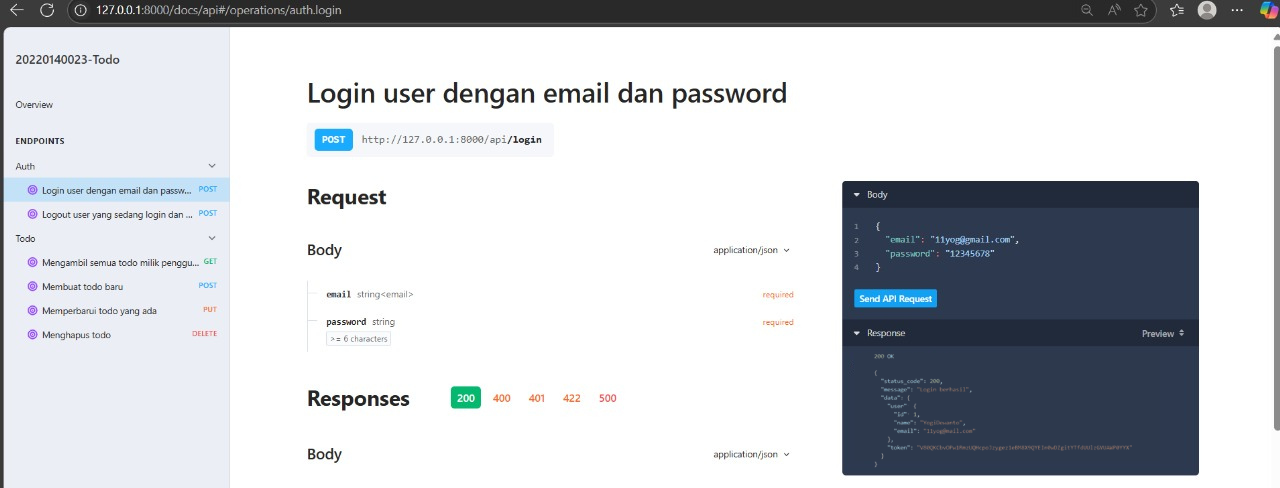 127.0.0.1:8000/docs/api#/operations/auth.login
20220140023-Todo
Overview
ENDPOINTS
Auth
Login user dengan email dan passw... POST
Logout user yang sedang login dan ... POST
Todo
Mengambil semua todo milik penggu... GET
Membuat todo baru POST
Memperbarui todo yang ada PUT
Menghapus todo DELETE
Login user dengan email dan password
POST http://127.0.0.1:8000/api/login
Request
Body application/json
email string<email> required
password string required
>= 6 characters
Responses 200 400 401 422 500
Body application/json
Body
1 {
2 "email": "11yog@gmail.com",
3 "password": "12345678"
4 }
Send API Request
Response Preview
200 OK
{
"status_code": 200,
"message": "Login berhasil",
"data": {
"user" {
"id" 1,
"name":
"email": "11yog@mail.com"
},
"token":
}
}